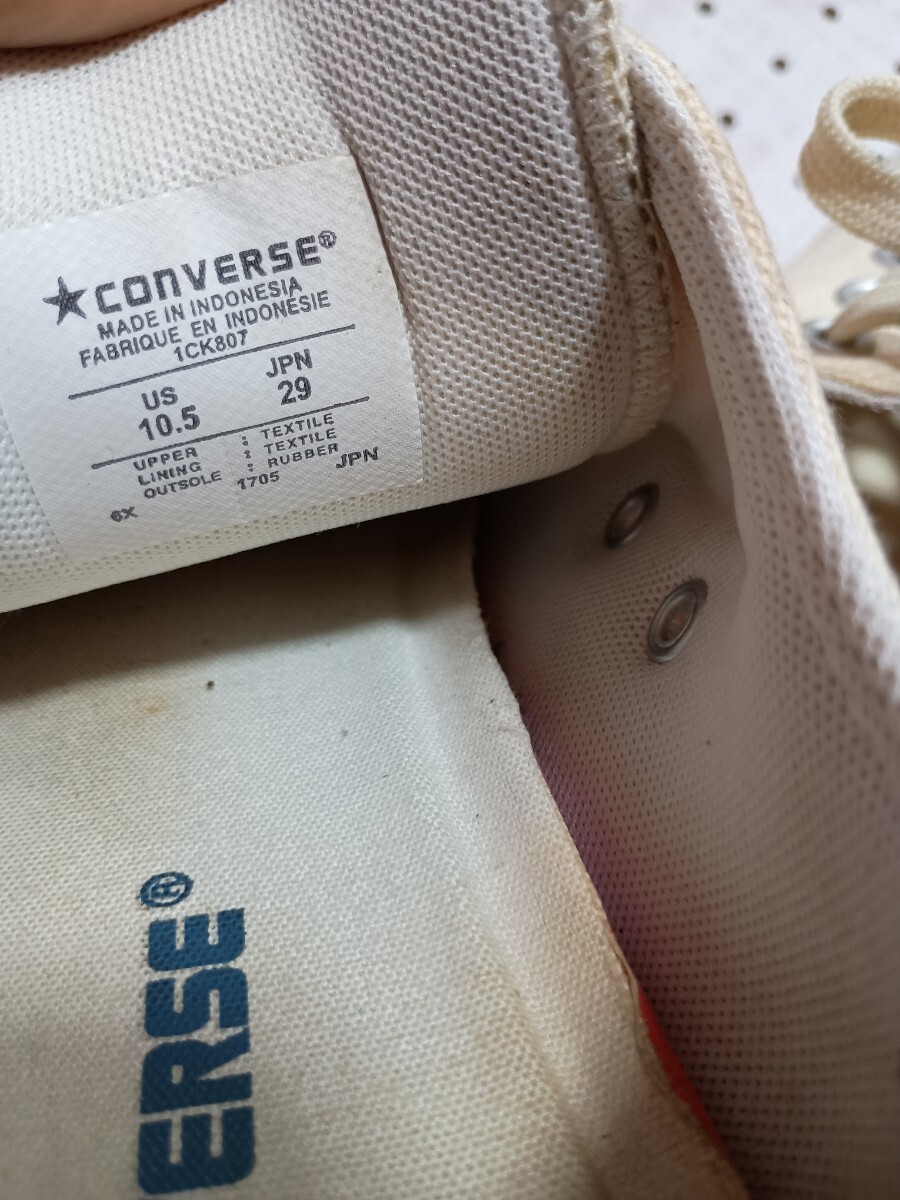 ★CONVERSE®
MADE IN INDONESIA
FABRIQUE EN INDONÉSIE
1CK807
US JPN
10.5 29
UPPER : TEXTILE
LINING : TEXTILE
OUTSOLE : RUBBER
6X 1705 JPN
ERSE®